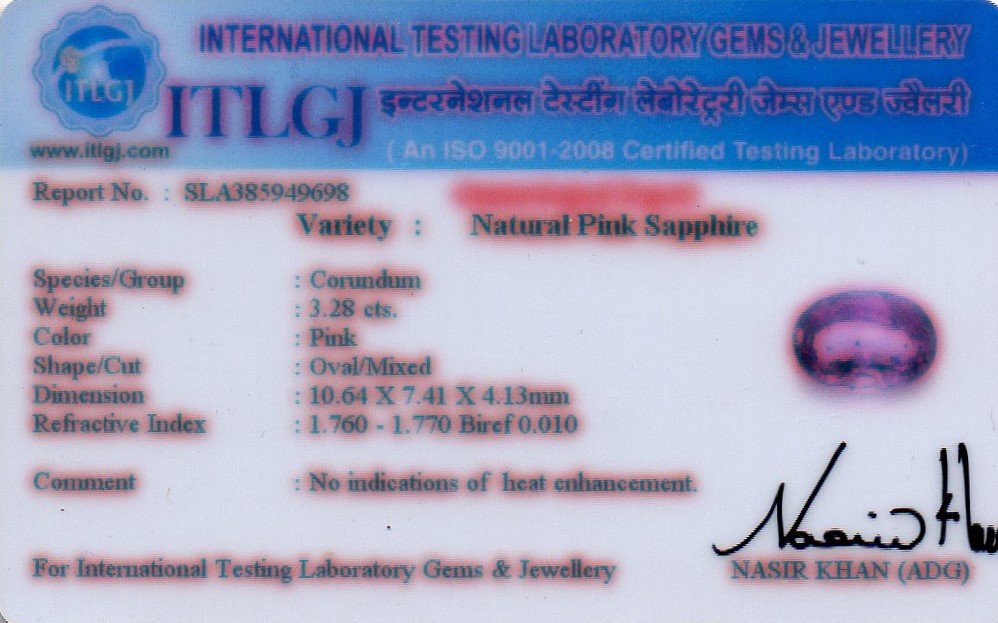 INTERNATIONAL TESTING LABORATORY GEMS & JEWELLERY
ITLGJ
ITLGJ इन्टरनेशनल टेस्टींग लेबोरेट्ररी जेम्स एण्ड ज्वैलरी
www.itlgj.com
( An ISO 9001-2008 Certified Testing Laboratory)
Report No. : SLA385949698
Variety : Natural Pink Sapphire
Species/Group : Corundum
Weight : 3.28 cts.
Color : Pink
Shape/Cut : Oval/Mixed
Dimension : 10.64 X 7.41 X 4.13mm
Refractive Index : 1.760 - 1.770 Biref 0.010
Comment : No indications of heat enhancement.
For International Testing Laboratory Gems & Jewellery
NASIR KHAN (ADG)